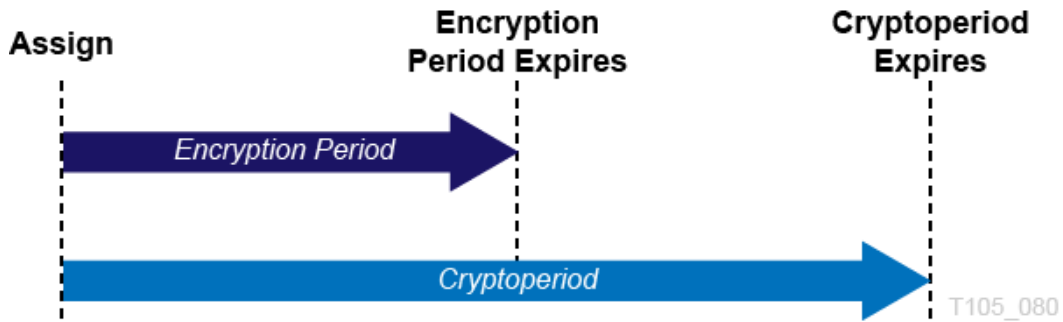 Assign
Encryption
Period Expires
Cryptoperiod
Expires
Encryption Period
Cryptoperiod
T105_080